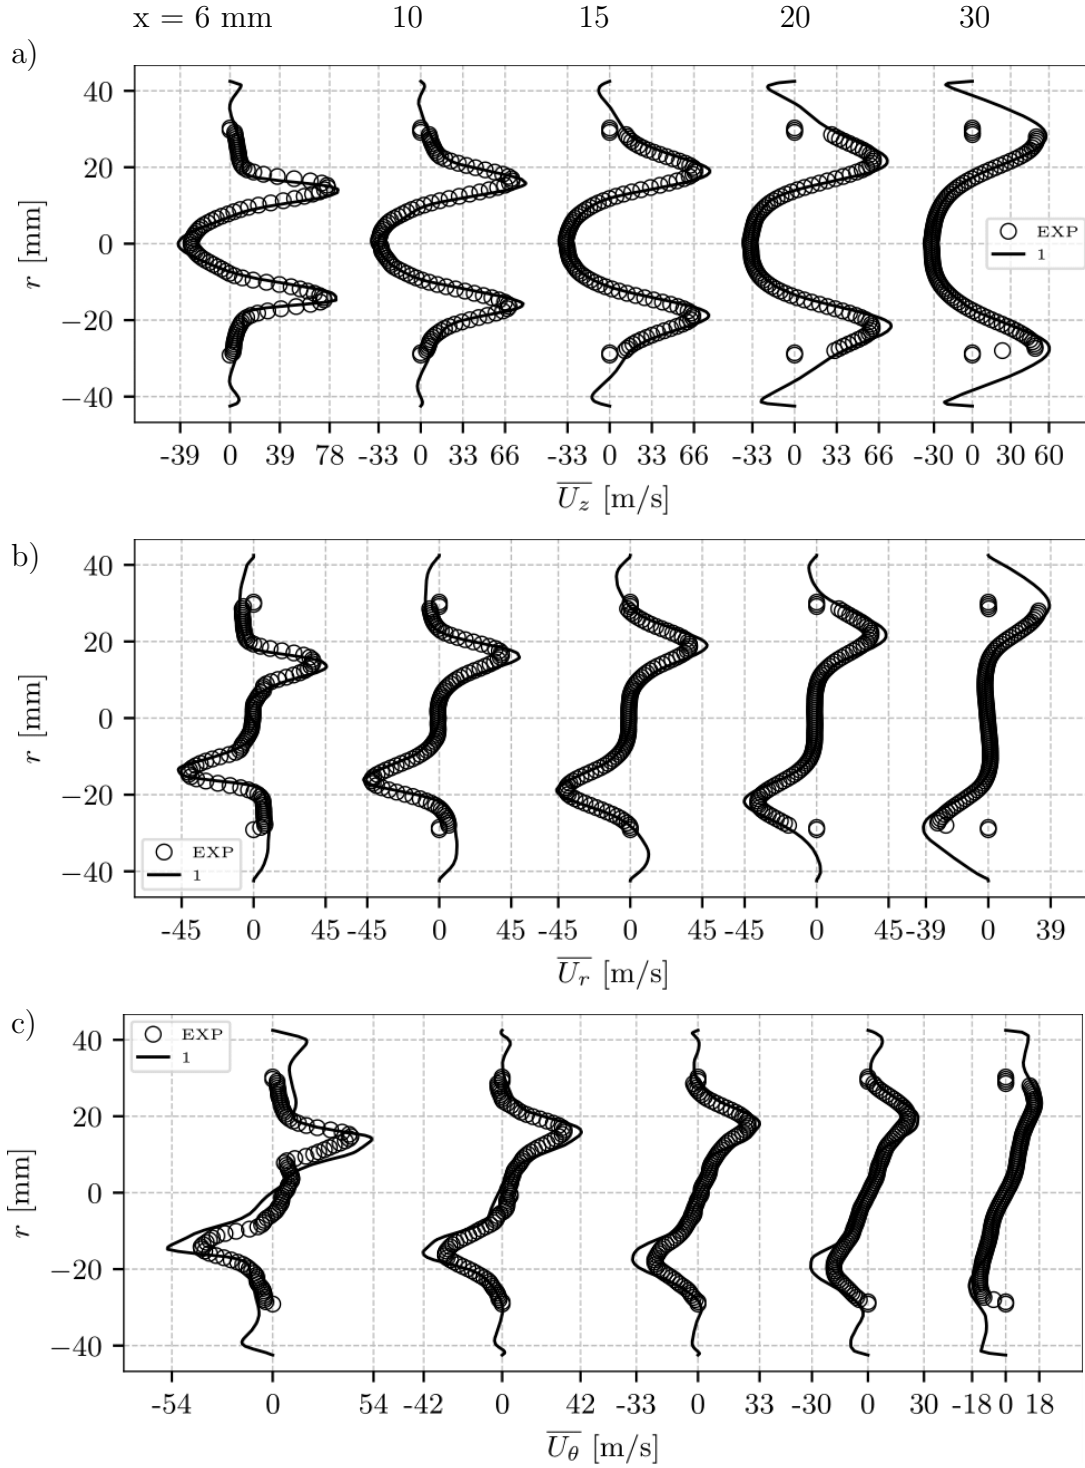 x = 6 mm 10 15 20 30
a)
40
20
0
−20
−40
r [mm]
EXP
1
-39 0 39 78 -33 0 33 66 -33 0 33 66 -33 0 33 66 -30 0 30 60
U_z [m/s]
b)
40
20
0
−20
−40
r [mm]
EXP
1
-45 0 45 -45 0 45 -45 0 45 -45 0 45 -39 0 39
U_r [m/s]
c)
EXP
1
40
20
0
−20
−40
r [mm]
-54 0 54 -42 0 42 -33 0 33 -30 0 30 -18 0 18
U_θ [m/s]